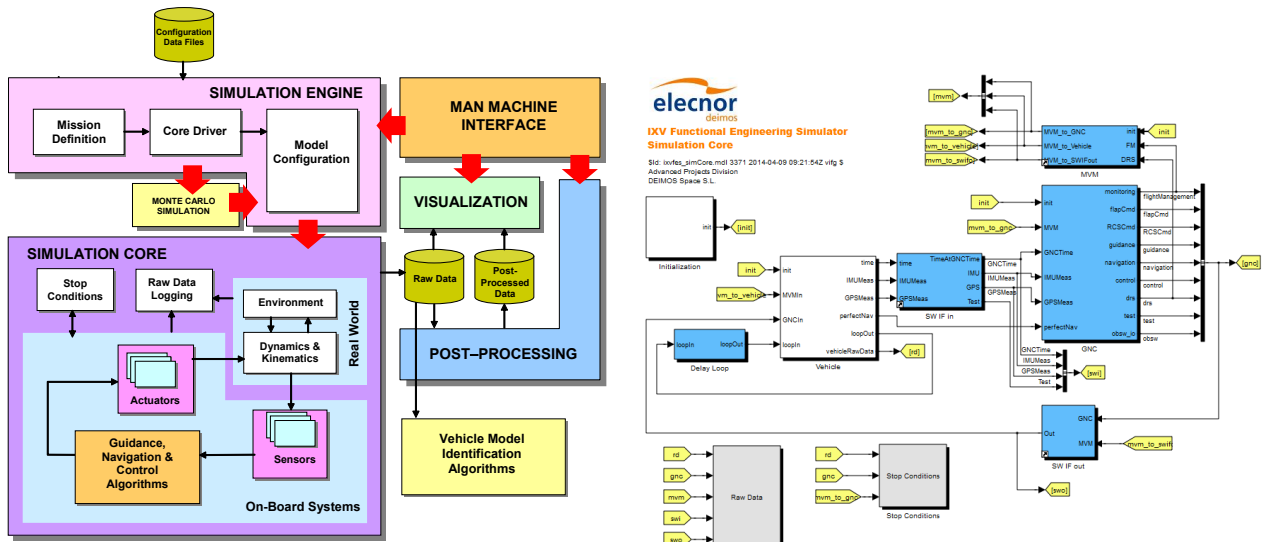 Configuration
Data Files
SIMULATION ENGINE
Mission
Definition
Core Driver
Model
Configuration
MONTE CARLO
SIMULATION
MAN MACHINE
INTERFACE
VISUALIZATION
Raw Data
Post-
Processed
Data
POST–PROCESSING
Vehicle Model
Identification
Algorithms
SIMULATION CORE
Stop
Conditions
Raw Data
Logging
Environment
Real World
Dynamics &
Kinematics
Actuators
Sensors
Guidance,
Navigation &
Control
Algorithms
On-Board Systems
elecnor
deimos
IXV Functional Engineering Simulator
Simulation Core
$Id: ixvfes_simCore.mdl 3371 2014-04-09 09:21:54Z vifg $
Advanced Projects Division
DEIMOS Space S.L.
init
[init]
Initialization
[mvm]
[mvm_to_gnc]
[mvm_to_vehicle]
[mvm_to_swifo]
MVM_to_GNC
MVM_to_Vehicle
MVM_to_SWIFout
init
FM
DRS
init
MVM
init
mvm_to_gnc
init
MVM
GNCTime
IMUMeas
GPSMeas
perfectNav
monitoring
flapCmd
RCSCmd
guidance
navigation
control
drs
test
obsw_io
GNC
flightManagement
flapCmd
RCSCmd
guidance
navigation
control
drs
test
obsw
[gnc]
init
vm_to_vehicle
init
MVMIn
GNCIn
loopIn
time
IMUMeas
GPSMeas
perfectNav
loopOut
vehicleRawData
Vehicle
[rd]
loopIn
loopOut
Delay Loop
time
IMUMeas
GPSMeas
TimeAtGNCTime
IMU
GPS
Test
SW IF in
GNCTime
IMUMeas
GPSMeas
GNCTime
IMUMeas
GPSMeas
Test
[swi]
GNC
MVM
Out
SW IF out
mvm_to_swifo
[swo]
rd
gnc
mvm
swi
swo
Raw Data
rd
gnc
mvm_to_gnc
Stop Conditions
Stop Conditions